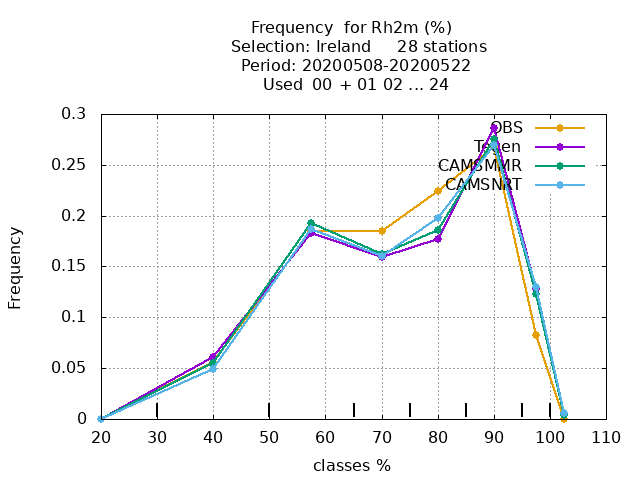 Frequency  for Rh2m (%)
Selection: Ireland     28 stations
Period: 20200508-20200522
Used  00 + 01 02 ... 24
0.3
0.25
0.2
0.15
0.1
0.05
0
Frequency
OBS
CAMSMMR
CAMSNRT
20 30 40 50 60 70 80 90 100 110
classes %